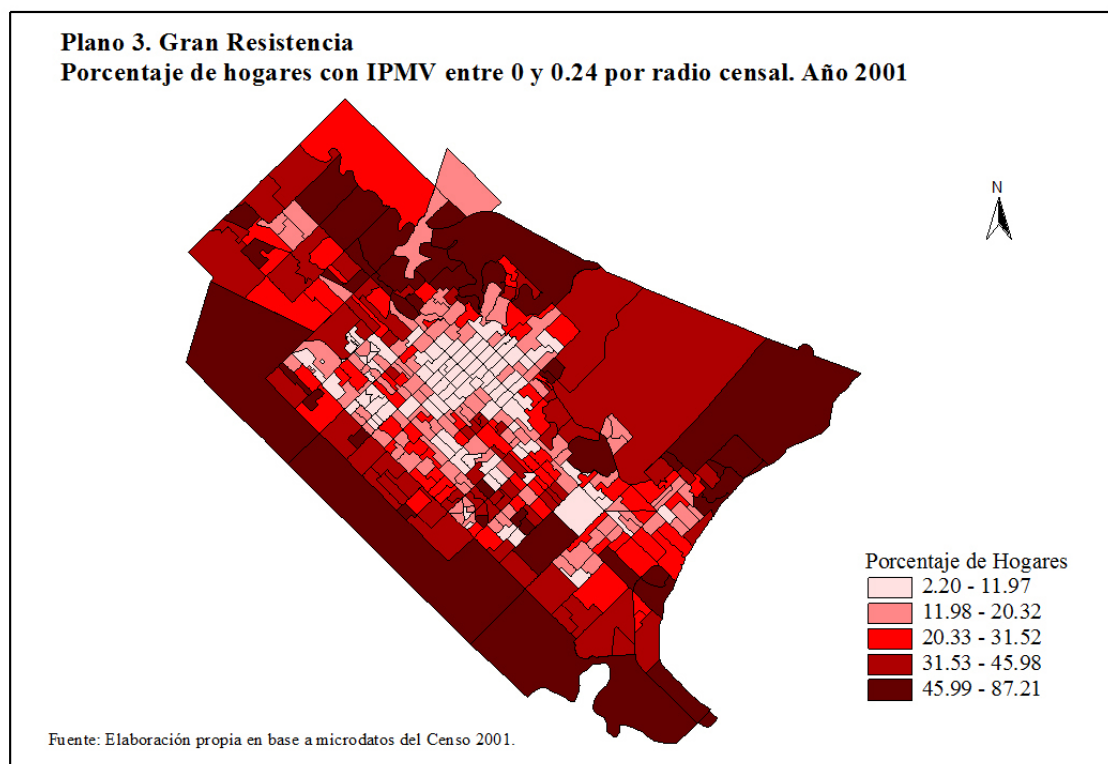 Plano 3. Gran Resistencia
Porcentaje de hogares con IPMV entre 0 y 0.24 por radio censal. Año 2001
N
Porcentaje de Hogares
2.20 - 11.97
11.98 - 20.32
20.33 - 31.52
31.53 - 45.98
45.99 - 87.21
Fuente: Elaboración propia en base a microdatos del Censo 2001.